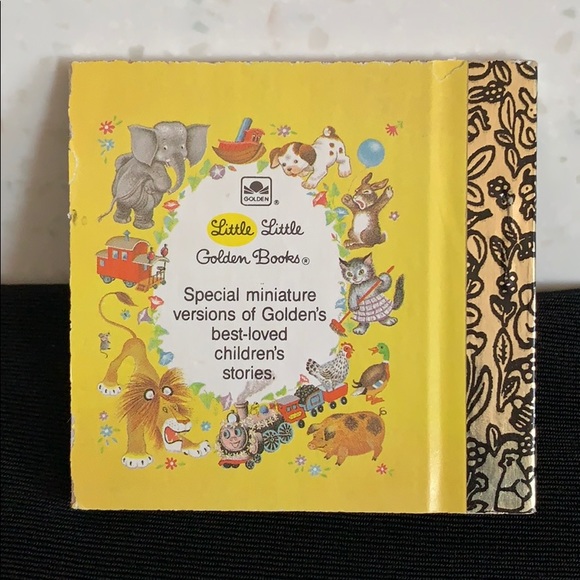 GOLDEN
®
Little Little
Golden Books®
Special miniature
versions of Golden's
best-loved
children's
stories.